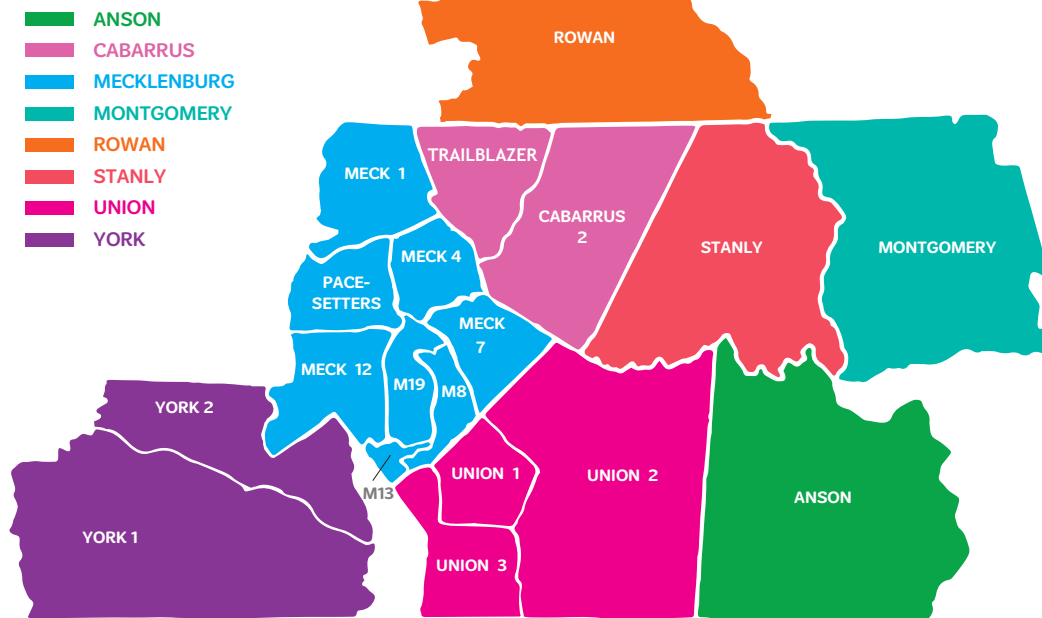 ANSON
CABARRUS
MECKLENBURG
MONTGOMERY
ROWAN
STANLY
UNION
YORK
ROWAN
TRAILBLAZER
MECK 1
CABARRUS
2
STANLY
MONTGOMERY
MECK 4
PACE-
SETTERS
MECK
7
MECK 12
M19
M8
YORK 2
UNION 1
UNION 2
M13
ANSON
YORK 1
UNION 3